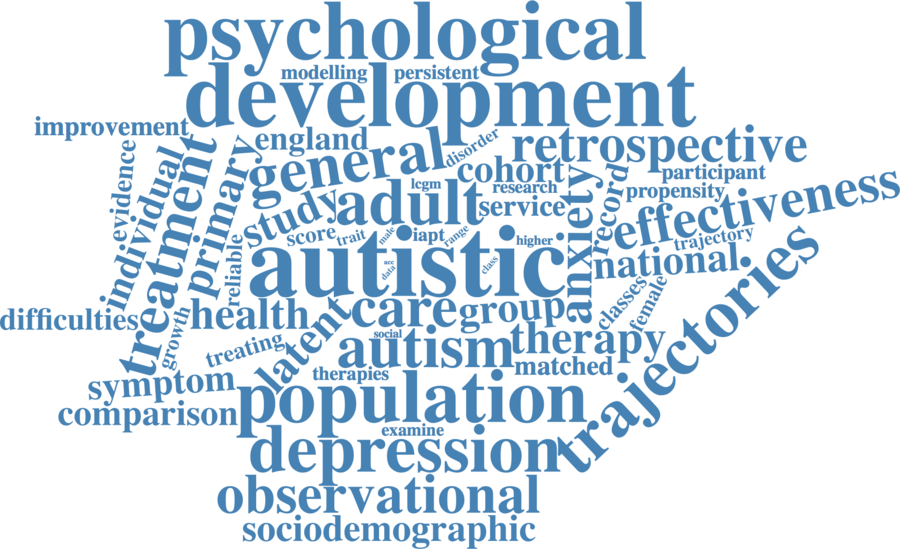 psychological
modelling persistent
development
improvement
england
general
disorder
retrospective
cohort
participant
evidence
individual
treatment
primary
lcgm
research
propensity
study
adult
service
anxiety
record
effectiveness
score
trait
male
iapt
range
higher
trajectory
reliable
autistic
acc
data
class
national
trajectories
difficulties
growth
health
latent
care
group
classes
female
treating
social
autism
therapy
symptom
therapies
matched
comparison
population
examine
depression
observational
sociodemographic